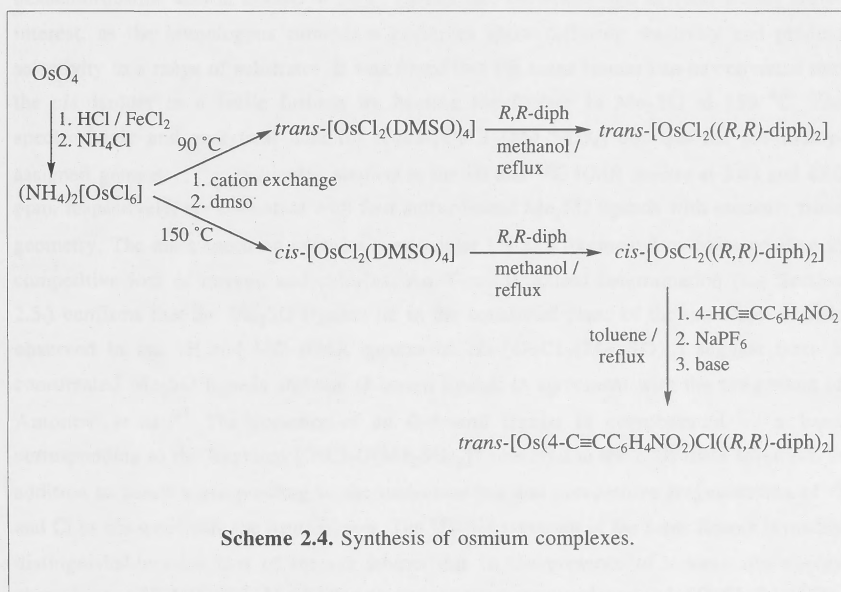 OsO4
1. HCl / FeCl2
2. NH4Cl
(NH4)2[OsCl6]
90 °C
1. cation exchange
2. dmso
150 °C
trans-[OsCl2(DMSO)4]
R,R-diph
methanol /
reflux
trans-[OsCl2((R,R)-diph)2]
cis-[OsCl2(DMSO)4]
R,R-diph
methanol /
reflux
cis-[OsCl2((R,R)-diph)2]
toluene /
reflux
1. 4-HC≡CC6H4NO2
2. NaPF6
3. base
trans-[Os(4-C≡CC6H4NO2)Cl((R,R)-diph)2]
Scheme 2.4. Synthesis of osmium complexes.